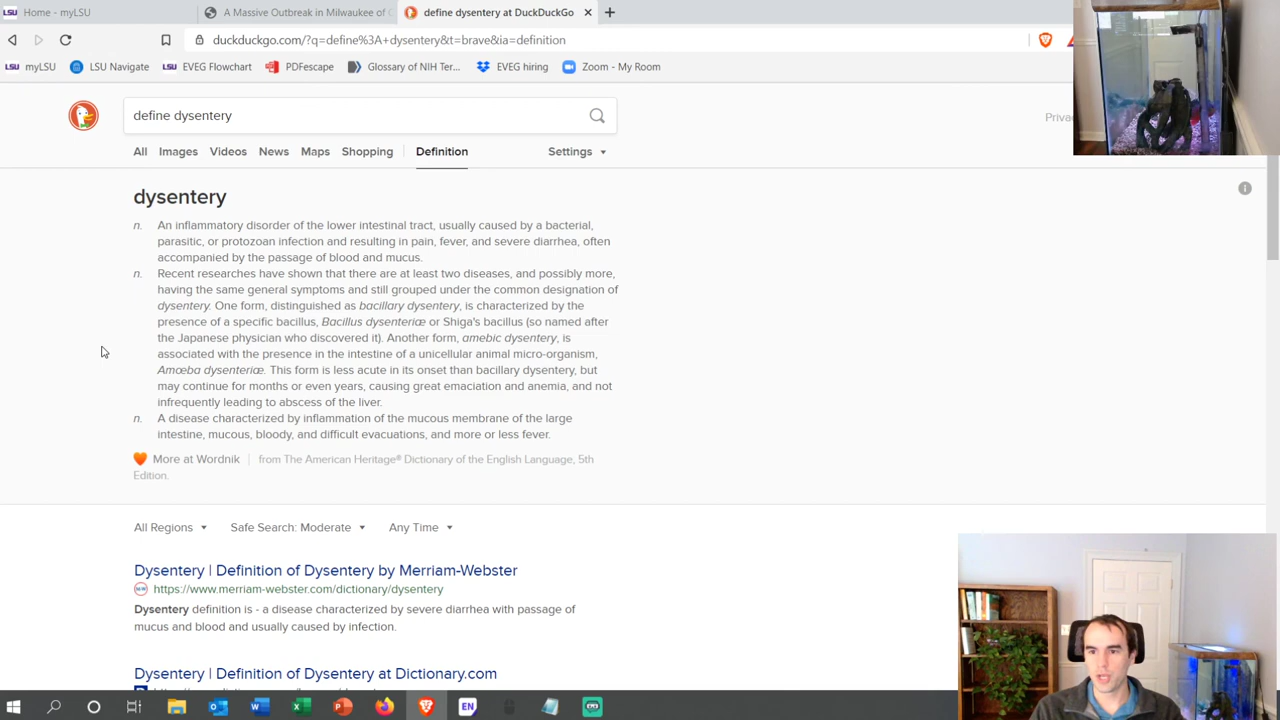 Home - myLSU
A Massive Outbreak in Milwaukee of C
define dysentery at DuckDuckGo
duckduckgo.com/?q=define%3A+dysentery&t=brave&ia=definition
LSU myLSU LSU Navigate LSU EVEG Flowchart PDFescape Glossary of NIH Ter... EVEG hiring Zoom - My Room
define dysentery
Privac
All Images Videos News Maps Shopping Definition Settings
dysentery
n. An inflammatory disorder of the lower intestinal tract, usually caused by a bacterial,
parasitic, or protozoan infection and resulting in pain, fever, and severe diarrhea, often
accompanied by the passage of blood and mucus.
n. Recent researches have shown that there are at least two diseases, and possibly more,
having the same general symptoms and still grouped under the common designation of
dysentery. One form, distinguished as bacillary dysentery, is characterized by the
presence of a specific bacillus, Bacillus dysenteriæ or Shiga's bacillus (so named after
the Japanese physician who discovered it). Another form, amebic dysentery, is
associated with the presence in the intestine of a unicellular animal micro-organism,
Amœba dysenteriæ. This form is less acute in its onset than bacillary dysentery, but
may continue for months or even years, causing great emaciation and anemia, and not
infrequently leading to abscess of the liver.
n. A disease characterized by inflammation of the mucous membrane of the large
intestine, mucous, bloody, and difficult evacuations, and more or less fever.
More at Wordnik from The American Heritage® Dictionary of the English Language, 5th
Edition.
All Regions Safe Search: Moderate Any Time
Dysentery | Definition of Dysentery by Merriam-Webster
https://www.merriam-webster.com/dictionary/dysentery
Dysentery definition is - a disease characterized by severe diarrhea with passage of
mucus and blood and usually caused by infection.
Dysentery | Definition of Dysentery at Dictionary.com
EN